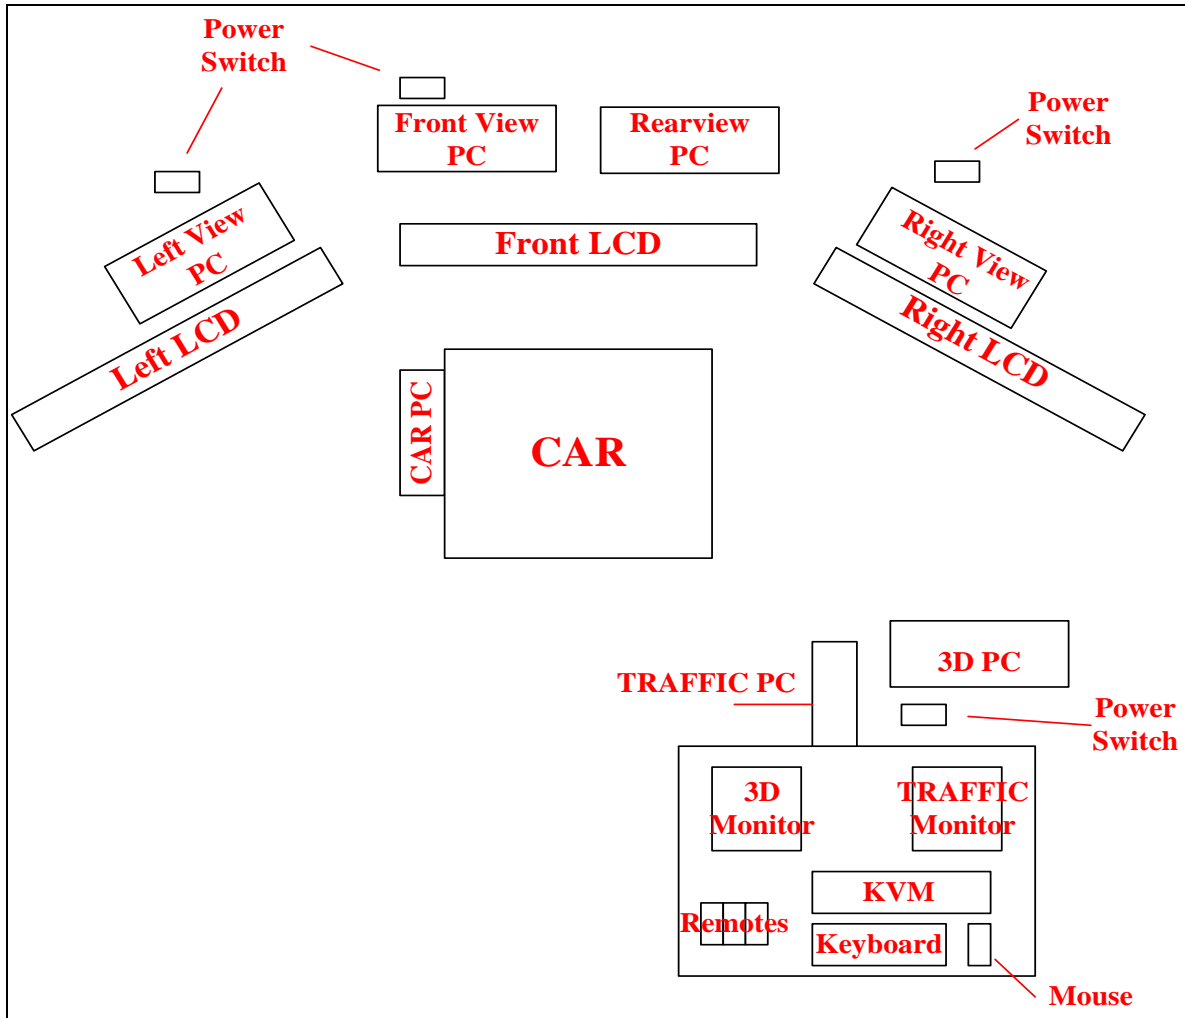 Power
Switch
Power
Switch
Front View
PC
Rearview
PC
Left View
PC
Front LCD
Right View
PC
Left LCD
Right LCD
CAR PC
CAR
TRAFFIC PC
3D PC
Power
Switch
3D
Monitor
TRAFFIC
Monitor
KVM
Remotes
Keyboard
Mouse